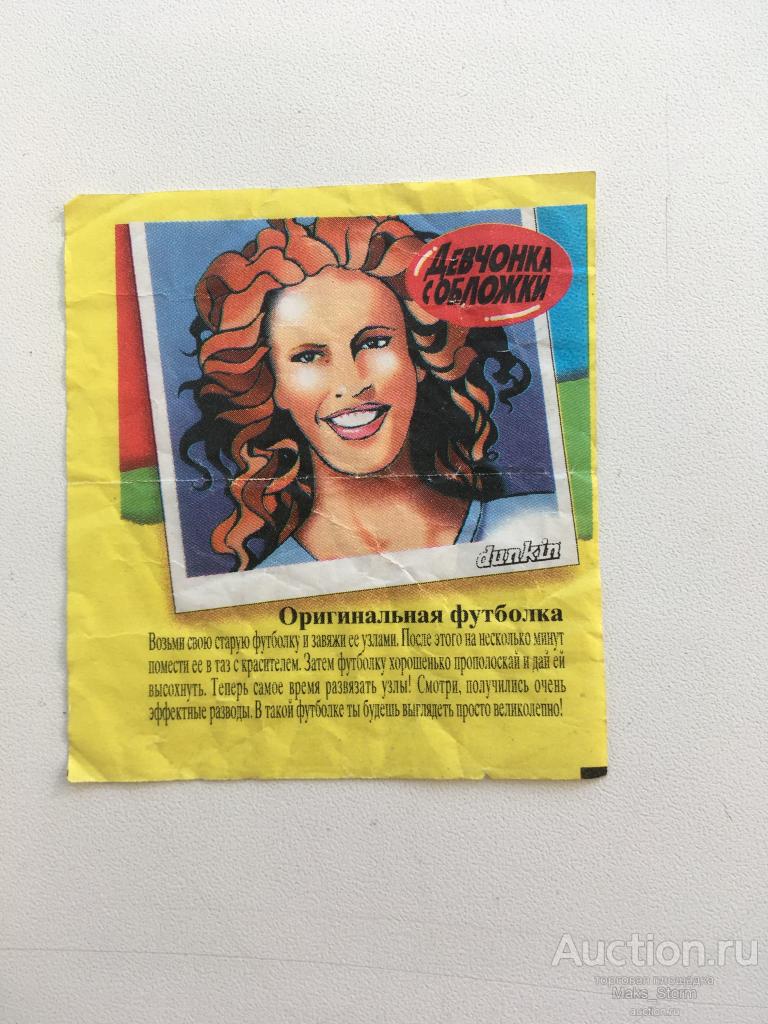 ДЕВЧОНКА
с ОБЛОЖКИ
dunkin
Оригинальная футболка
Возьми свою старую футболку и завяжи ее узлами. После этого на несколько минут
помести ее в таз с красителем. Затем футболку хорошенько прополоскай и дай ей
высохнуть. Теперь самое время развязать узлы! Смотри, получились очень
эффектные разводы. В такой футболке ты будешь выглядеть просто великолепно!
Auction.ru
торговая площадка
Maks_Storm
auction.ru